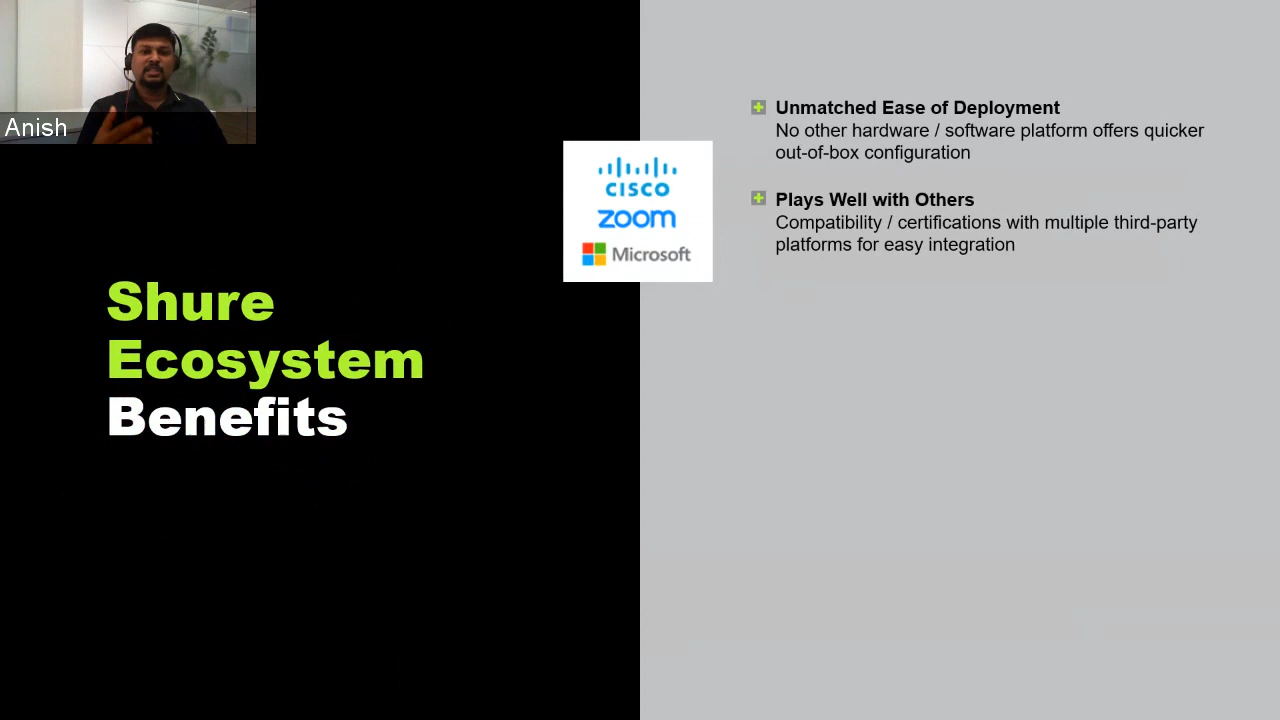 Anish
Shure
Ecosystem
Benefits
CISCO
zoom
Microsoft
Unmatched Ease of Deployment
No other hardware / software platform offers quicker
out-of-box configuration
Plays Well with Others
Compatibility / certifications with multiple third-party
platforms for easy integration